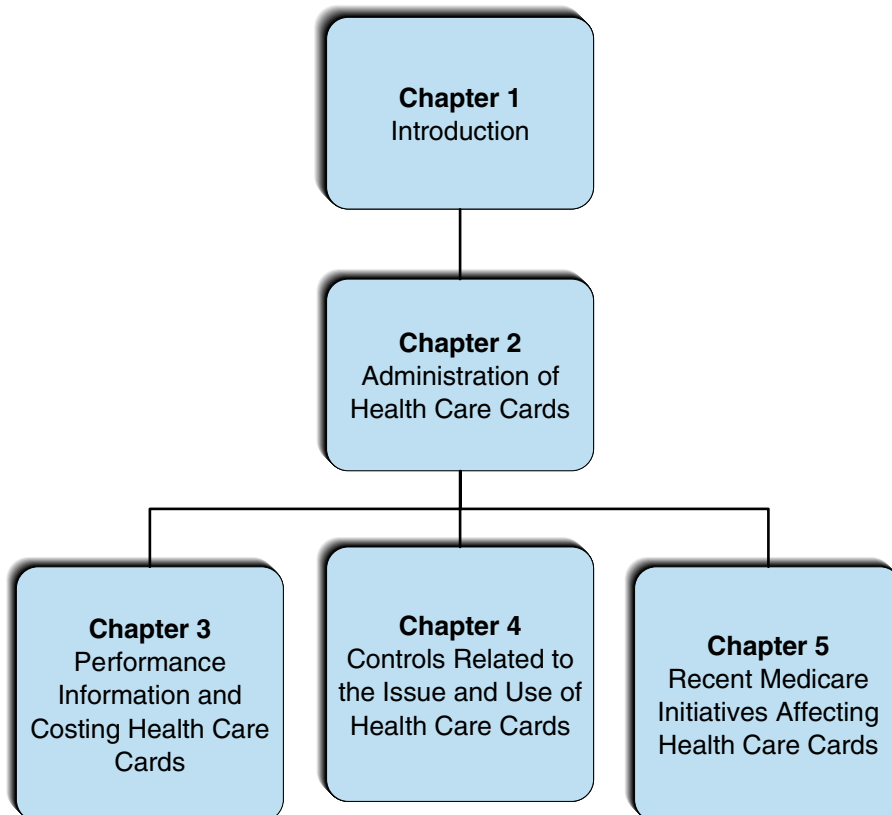 Chapter 1
Introduction
Chapter 2
Administration of
Health Care Cards
Chapter 3
Performance
Information and
Costing Health Care
Cards
Chapter 4
Controls Related to
the Issue and Use of
Health Care Cards
Chapter 5
Recent Medicare
Initiatives Affecting
Health Care Cards